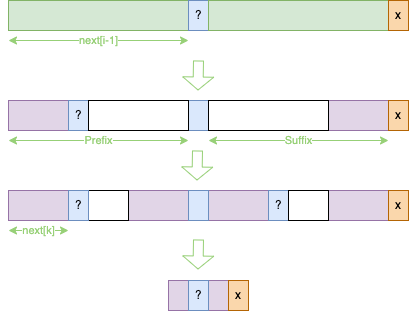 ? x
next[i-1]
? x
Prefix Suffix
? ? x
next[k]
? x